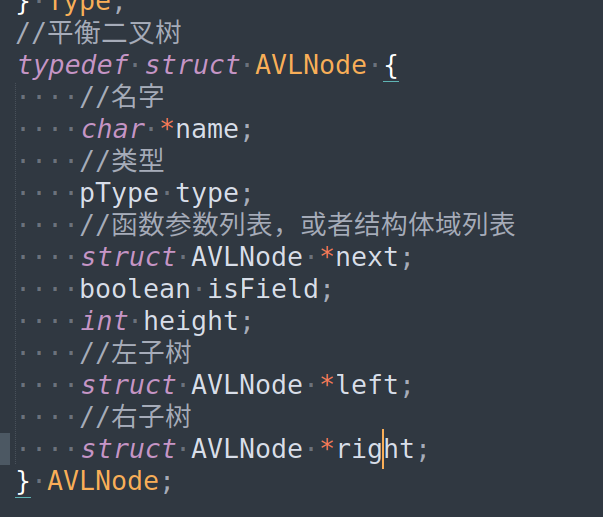 } Type;
//平衡二叉树
typedef struct AVLNode {
    //名字
    char *name;
    //类型
    pType type;
    //函数参数列表，或者结构体域列表
    struct AVLNode *next;
    boolean isField;
    int height;
    //左子树
    struct AVLNode *left;
    //右子树
    struct AVLNode *right;
} AVLNode;